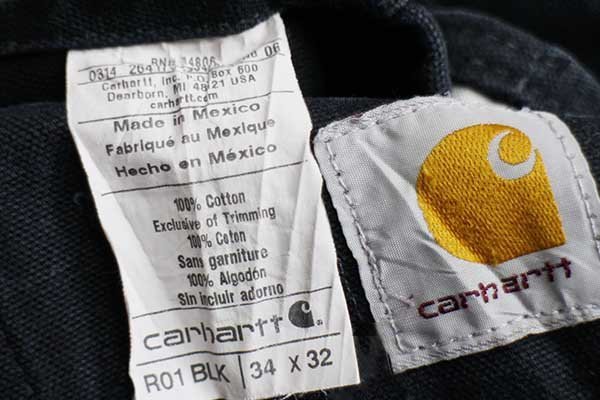 0314
Carhartt, Inc. P.O. Box 600
Dearborn, MI 48121 USA
carhartt.com
Made in Mexico
Fabriqué au Mexique
Hecho en México
100% Cotton
Exclusive of Trimming
100% Coton
Sans garniture
100% Algodón
Sin incluir adorno
carhartt
R01 BLK 34 X 32
carhartt